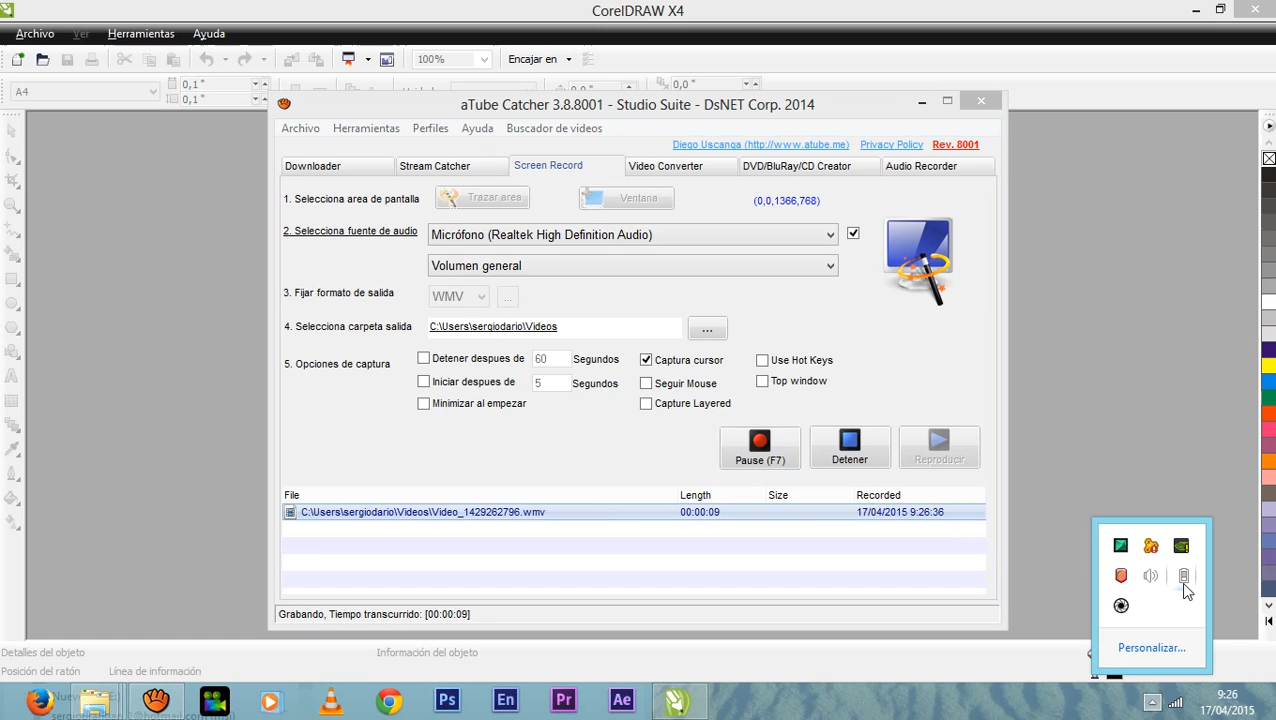 CorelDRAW X4
Archivo Ver Herramientas Ayuda
100% Encajar en
A4 0,1 " 0,0 "
0,1 "
aTube Catcher 3.8.8001 - Studio Suite - DsNET Corp. 2014
Archivo Herramientas Perfiles Ayuda Buscador de videos
Diego Uscanga (http://www.atube.me) Privacy Policy Rev. 8001
Downloader Stream Catcher Screen Record Video Converter DVD/BluRay/CD Creator Audio Recorder
1. Selecciona area de pantalla Trazar area Ventana (0,0,1366,768)
2. Selecciona fuente de audio Micrófono (Realtek High Definition Audio)
Volumen general
3. Fijar formato de salida WMV ...
4. Selecciona carpeta salida C:\Users\sergiodario\Videos ...
5. Opciones de captura Detener despues de 60 Segundos Captura cursor Use Hot Keys
Iniciar despues de 5 Segundos Seguir Mouse Top window
Minimizar al empezar Capture Layered
Pause (F7) Detener Reproducir
File Length Size Recorded
C:\Users\sergiodario\Videos\Video_1429262796.wmv 00:00:09 17/04/2015 9:26:36
Grabando, Tiempo transcurrido: [00:00:09]
Personalizar...
Detalles del objeto Información del objeto
Posición del ratón Línea de información
Ps En Pr Ae
9:26
17/04/2015